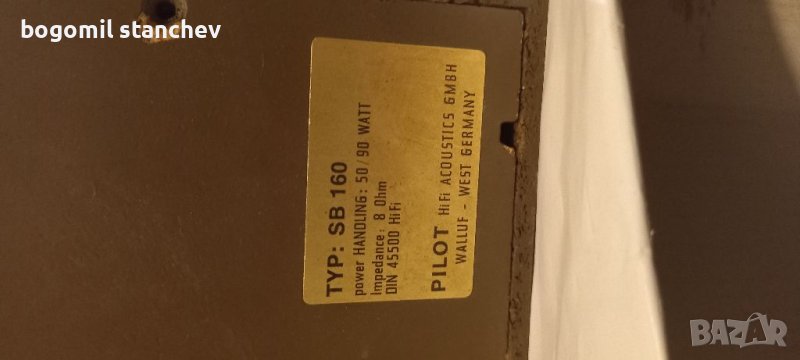 bogomil stanchev
TYP: SB 160
power HANDLING: 50/90 WATT
Impedance: 8 Ohm
DIN 45500 HiFi
PILOT HiFi ACOUSTICS GMBH
WALLUF - WEST GERMANY
BAZAR